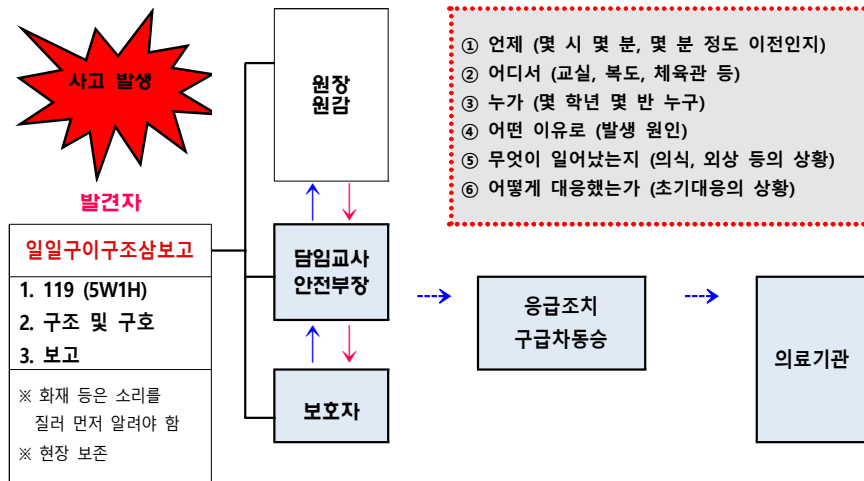 사고 발생
발견자
일일구이구조삼보고
1. 119 (5W1H)
2. 구조 및 구호
3. 보고
※ 화재 등은 소리를
질러 먼저 알려야 함
※ 현장 보존
원장
원감
담임교사
안전부장
보호자
① 언제 (몇 시 몇 분, 몇 분 정도 이전인지)
② 어디서 (교실, 복도, 체육관 등)
③ 누가 (몇 학년 몇 반 누구)
④ 어떤 이유로 (발생 원인)
⑤ 무엇이 일어났는지 (의식, 외상 등의 상황)
⑥ 어떻게 대응했는가 (초기대응의 상황)
응급조치
구급차동승
의료기관